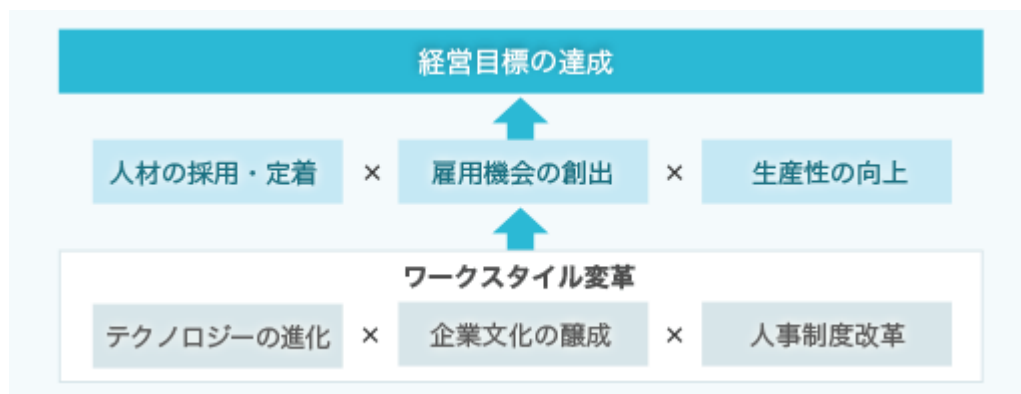 経営目標の達成
人材の採用・定着 × 雇用機会の創出 × 生産性の向上
ワークスタイル変革
テクノロジーの進化 × 企業文化の醸成 × 人事制度改革